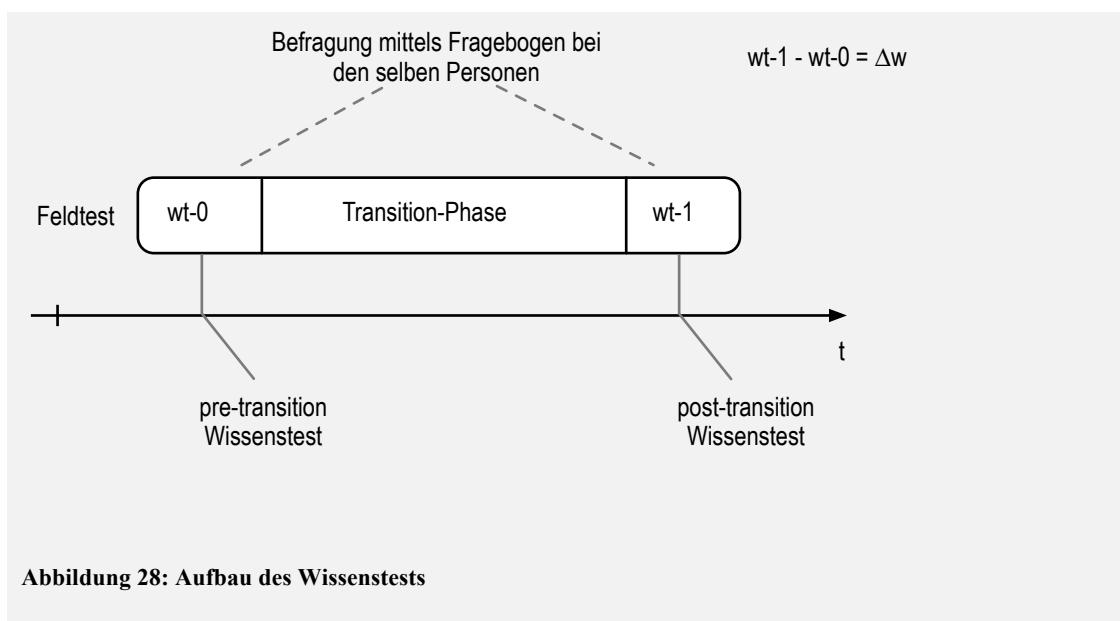 Befragung mittels Fragebogen bei
den selben Personen
wt-1 - wt-0 = Δw
Feldtest
wt-0
Transition-Phase
wt-1
t
pre-transition
Wissenstest
post-transition
Wissenstest
Abbildung 28: Aufbau des Wissenstests